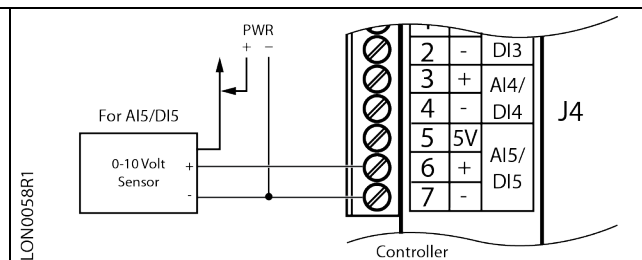 PWR
+ -
For AI5/DI5
0-10 Volt
Sensor
+
-
2 - DI3
3 + AI4/
4 - DI4
5 5V
6 + AI5/
7 - DI5
J4
Controller
LON0058R1